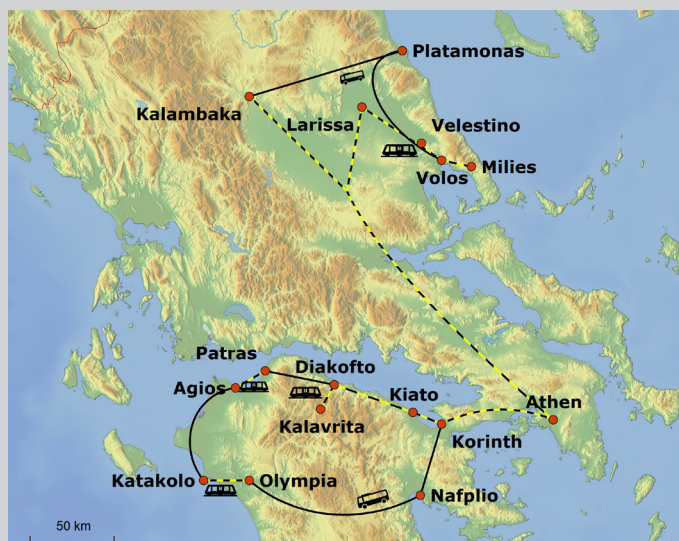 Platamonas
Kalambaka
Larissa
Velestino
Volos
Milies
Patras
Diakofto
Agios
Kiato
Athen
Kalavrita
Korinth
Katakolo
Olympia
Nafplio
50 km